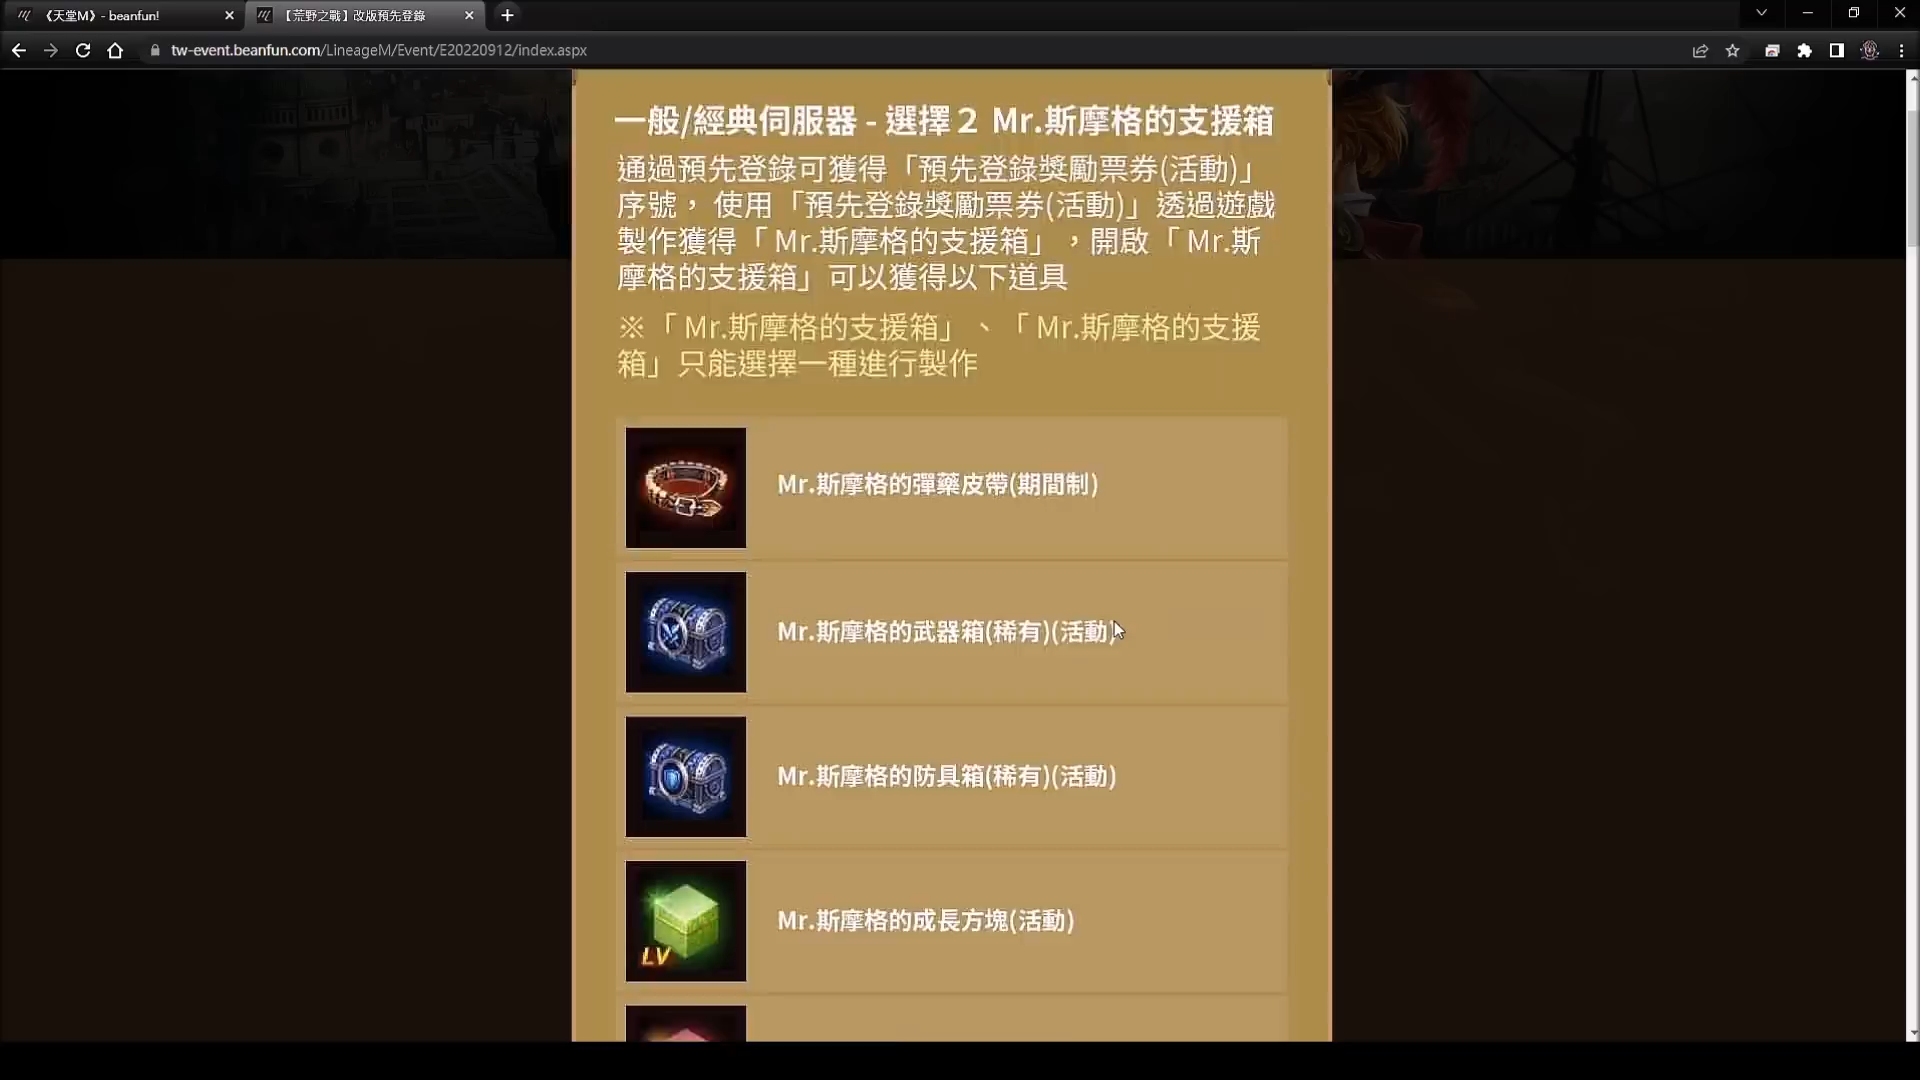 《天堂M》- beanfun!
【荒野之戰】改版預先登錄
tw-event.beanfun.com/LineageM/Event/E20220912/index.aspx
一般/經典伺服器 - 選擇 2 Mr.斯摩格的支援箱
通過預先登錄可獲得「預先登錄獎勵票券(活動)」
序號， 使用「預先登錄獎勵票券(活動)」透過遊戲
製作獲得「 Mr.斯摩格的支援箱」，開啟「 Mr.斯
摩格的支援箱」可以獲得以下道具
※「 Mr.斯摩格的支援箱」、「 Mr.斯摩格的支援
箱」只能選擇一種進行製作
Mr.斯摩格的彈藥皮帶(期間制)
Mr.斯摩格的武器箱(稀有)(活動)
Mr.斯摩格的防具箱(稀有)(活動)
LV
Mr.斯摩格的成長方塊(活動)